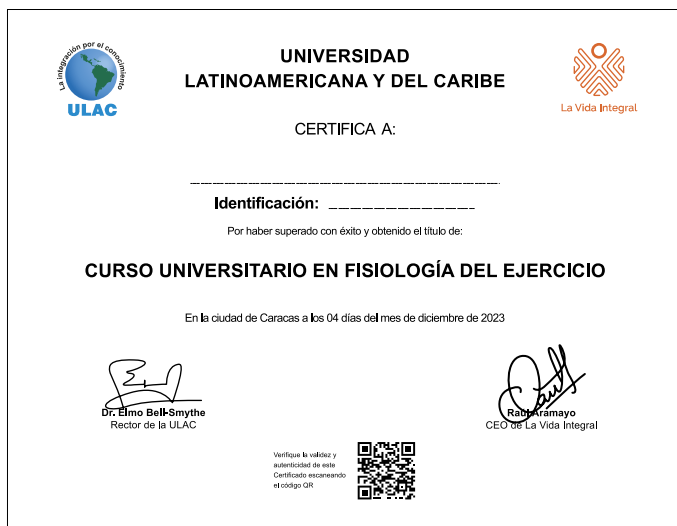 La integración por el conocimiento
ULAC
UNIVERSIDAD
LATINOAMERICANA Y DEL CARIBE
La Vida Integral
CERTIFICA A:
Identificación:
Por haber superado con éxito y obtenido el título de:
CURSO UNIVERSITARIO EN FISIOLOGÍA DEL EJERCICIO
En la ciudad de Caracas a los 04 días del mes de diciembre de 2023
Dr. Elmo Bell-Smythe
Rector de la ULAC
Raúl Aramayo
CEO de La Vida Integral
Verifique la validez y
autenticidad de este
Certificado escaneando
el código QR